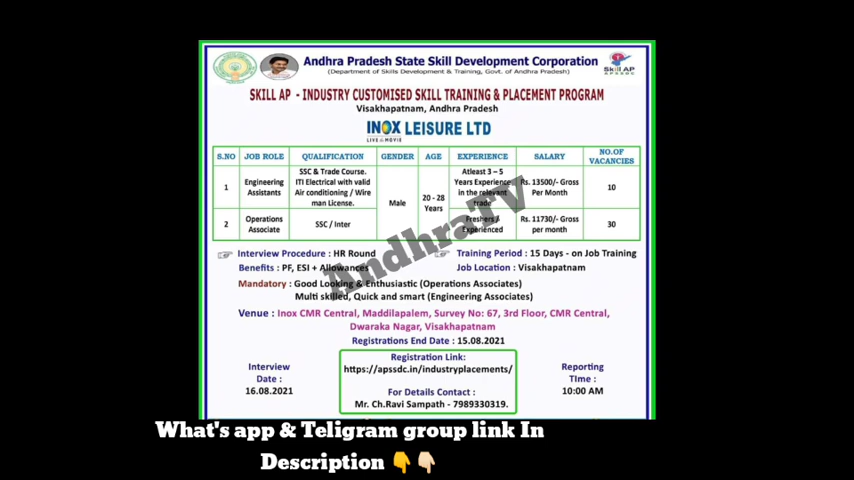 Andhra Pradesh State Skill Development Corporation
(Department of Skills Development & Training, Govt. of Andhra Pradesh)
Skill AP
APSSDC
SKILL AP - INDUSTRY CUSTOMISED SKILL TRAINING & PLACEMENT PROGRAM
Visakhapatnam, Andhra Pradesh
INOX LEISURE LTD
LIVE the MOVIE
S.NO JOB ROLE QUALIFICATION GENDER AGE EXPERIENCE SALARY NO.OF VACANCIES
1 Engineering Assistants SSC & Trade Course. ITI Electrical with valid Air conditioning / Wire man License. Male 20 - 28 Years Atleast 3 - 5 Years Experience in the relevant trade Rs. 13500/- Gross Per Month 10
2 Operations Associate SSC / Inter Freshers / Experienced Rs. 11730/- Gross per month 30
Interview Procedure : HR Round
Training Period : 15 Days - on Job Training
Benefits : PF, ESI + Allowances
Job Location : Visakhapatnam
Mandatory : Good Looking & Enthusiastic (Operations Associates)
Multi skilled, Quick and smart (Engineering Associates)
Venue : Inox CMR Central, Maddilapalem, Survey No: 67, 3rd Floor, CMR Central,
Dwaraka Nagar, Visakhapatnam
Registrations End Date : 15.08.2021
Interview
Date :
16.08.2021
Registration Link:
https://apssdc.in/industryplacements/
For Details Contact :
Mr. Ch.Ravi Sampath - 7989330319.
Reporting
TIme :
10:00 AM
AndhraTv
What's app & Teligram group link In
Description 👇👇🏻